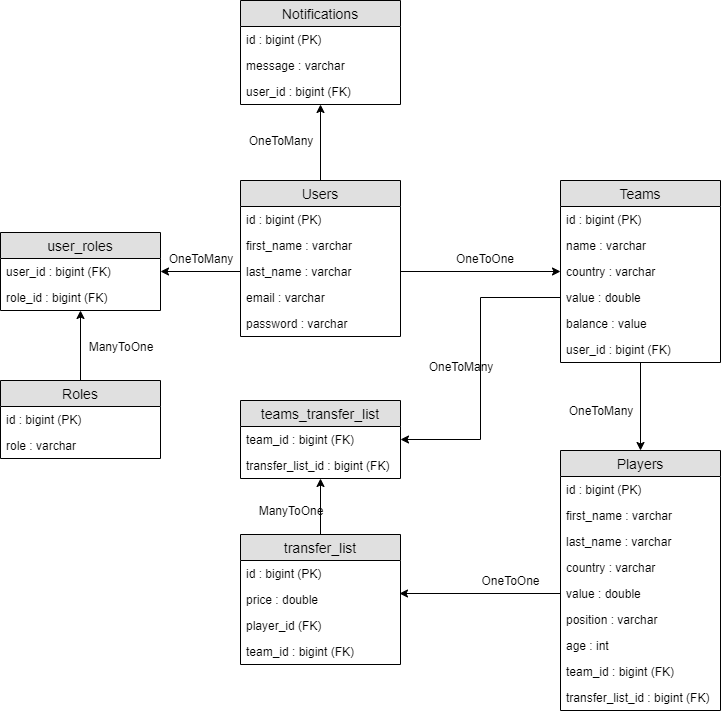 Notifications
id : bigint (PK)
message : varchar
user_id : bigint (FK)
OneToMany
Users
id : bigint (PK)
first_name : varchar
last_name : varchar
email : varchar
password : varchar
OneToOne
Teams
id : bigint (PK)
name : varchar
country : varchar
value : double
balance : value
user_id : bigint (FK)
OneToMany
user_roles
user_id : bigint (FK)
role_id : bigint (FK)
ManyToOne
Roles
id : bigint (PK)
role : varchar
OneToMany
teams_transfer_list
team_id : bigint (FK)
transfer_list_id : bigint (FK)
OneToMany
ManyToOne
transfer_list
id : bigint (PK)
price : double
player_id (FK)
team_id : bigint (FK)
OneToOne
Players
id : bigint (PK)
first_name : varchar
last_name : varchar
country : varchar
value : double
position : varchar
age : int
team_id : bigint (FK)
transfer_list_id : bigint (FK)